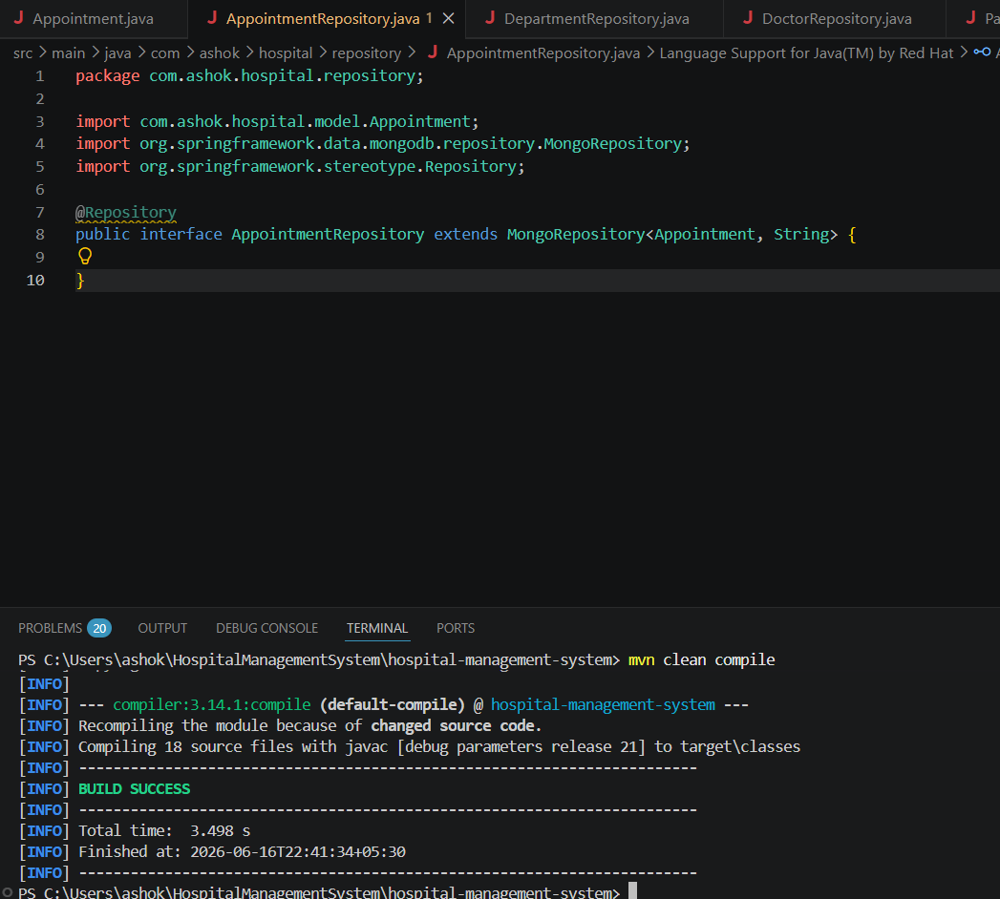 Appointment.java
AppointmentRepository.java 1
DepartmentRepository.java
DoctorRepository.java
src > main > java > com > ashok > hospital > repository > AppointmentRepository.java > Language Support for Java(TM) by Red Hat >
1 package com.ashok.hospital.repository;
2
3 import com.ashok.hospital.model.Appointment;
4 import org.springframework.data.mongodb.repository.MongoRepository;
5 import org.springframework.stereotype.Repository;
6
7 @Repository
8 public interface AppointmentRepository extends MongoRepository<Appointment, String> {
9
10 }
PROBLEMS 20 OUTPUT DEBUG CONSOLE TERMINAL PORTS
PS C:\Users\ashok\HospitalManagementSystem\hospital-management-system> mvn clean compile
[INFO]
[INFO] --- compiler:3.14.1:compile (default-compile) @ hospital-management-system ---
[INFO] Recompiling the module because of changed source code.
[INFO] Compiling 18 source files with javac [debug parameters release 21] to target\classes
[INFO] ------------------------------------------------------------------------
[INFO] BUILD SUCCESS
[INFO] ------------------------------------------------------------------------
[INFO] Total time:  3.498 s
[INFO] Finished at: 2026-06-16T22:41:34+05:30
[INFO] ------------------------------------------------------------------------
PS C:\Users\ashok\HospitalManagementSystem\hospital-management-system>